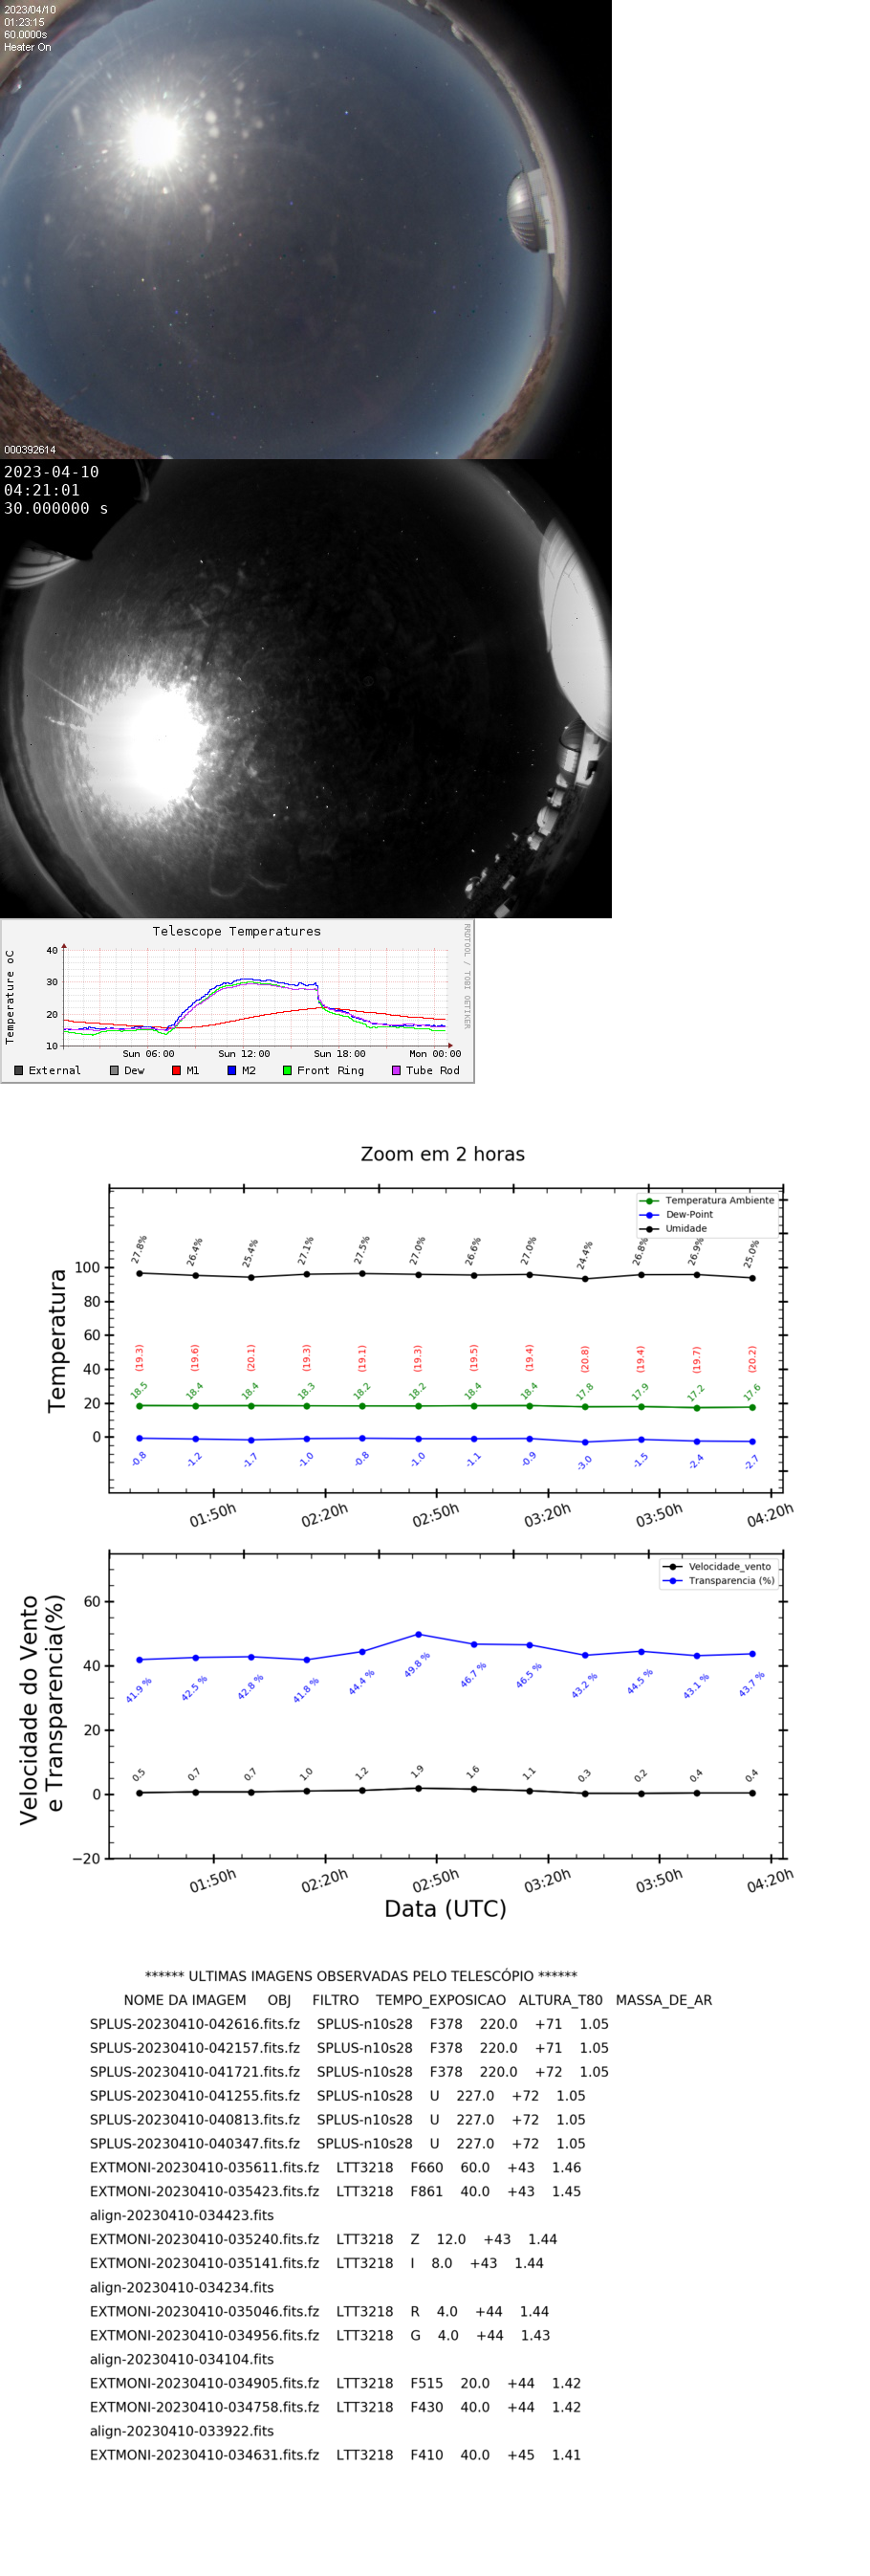 2023/04/10
01:23:15
60.0000s
Heater On
000392614
2023-04-10
04:21:01
30.000000 s
Telescope Temperatures
RRDTOOL / TOBI OETIKER
Temperature oC
40
30
20
10
Sun 06:00 Sun 12:00 Sun 18:00 Mon 00:00
External Dew M1 M2 Front Ring Tube Rod
Zoom em 2 horas
Temperatura Ambiente
Dew-Point
Umidade
Temperatura
100
80
60
40
20
0
27.8% 26.4% 25.4% 27.1% 27.5% 27.0% 26.6% 27.0% 24.4% 26.8% 26.9% 25.0%
(19.3) (19.6) (20.1) (19.3) (19.1) (19.3) (19.5) (19.4) (20.8) (19.4) (19.7) (20.2)
18.5 18.4 18.4 18.3 18.2 18.2 18.4 18.4 17.8 17.9 17.2 17.6
-0.8 -1.2 -1.7 -1.0 -0.8 -1.0 -1.1 -0.9 -3.0 -1.5 -2.4 -2.7
01:50h 02:20h 02:50h 03:20h 03:50h 04:20h
Velocidade_vento
Transparencia (%)
Velocidade do Vento
e Transparencia(%)
60
40
20
0
−20
41.9 % 42.5 % 42.8 % 41.8 % 44.4 % 49.8 % 46.7 % 46.5 % 43.2 % 44.5 % 43.1 % 43.7 %
0.5 0.7 0.7 1.0 1.2 1.9 1.6 1.1 0.3 0.2 0.4 0.4
01:50h 02:20h 02:50h 03:20h 03:50h 04:20h
Data (UTC)
****** ULTIMAS IMAGENS OBSERVADAS PELO TELESCÓPIO ******
NOME DA IMAGEM OBJ FILTRO TEMPO_EXPOSICAO ALTURA_T80 MASSA_DE_AR
SPLUS-20230410-042616.fits.fz SPLUS-n10s28 F378 220.0 +71 1.05
SPLUS-20230410-042157.fits.fz SPLUS-n10s28 F378 220.0 +71 1.05
SPLUS-20230410-041721.fits.fz SPLUS-n10s28 F378 220.0 +72 1.05
SPLUS-20230410-041255.fits.fz SPLUS-n10s28 U 227.0 +72 1.05
SPLUS-20230410-040813.fits.fz SPLUS-n10s28 U 227.0 +72 1.05
SPLUS-20230410-040347.fits.fz SPLUS-n10s28 U 227.0 +72 1.05
EXTMONI-20230410-035611.fits.fz LTT3218 F660 60.0 +43 1.46
EXTMONI-20230410-035423.fits.fz LTT3218 F861 40.0 +43 1.45
align-20230410-034423.fits
EXTMONI-20230410-035240.fits.fz LTT3218 Z 12.0 +43 1.44
EXTMONI-20230410-035141.fits.fz LTT3218 I 8.0 +43 1.44
align-20230410-034234.fits
EXTMONI-20230410-035046.fits.fz LTT3218 R 4.0 +44 1.44
EXTMONI-20230410-034956.fits.fz LTT3218 G 4.0 +44 1.43
align-20230410-034104.fits
EXTMONI-20230410-034905.fits.fz LTT3218 F515 20.0 +44 1.42
EXTMONI-20230410-034758.fits.fz LTT3218 F430 40.0 +44 1.42
align-20230410-033922.fits
EXTMONI-20230410-034631.fits.fz LTT3218 F410 40.0 +45 1.41